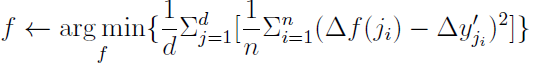 f ← arg min_f {1/d Σ_{j=1}^{d} [1/n Σ_{i=1}^{n} (Δf(j_i) − Δy′_{j_i})^2]}